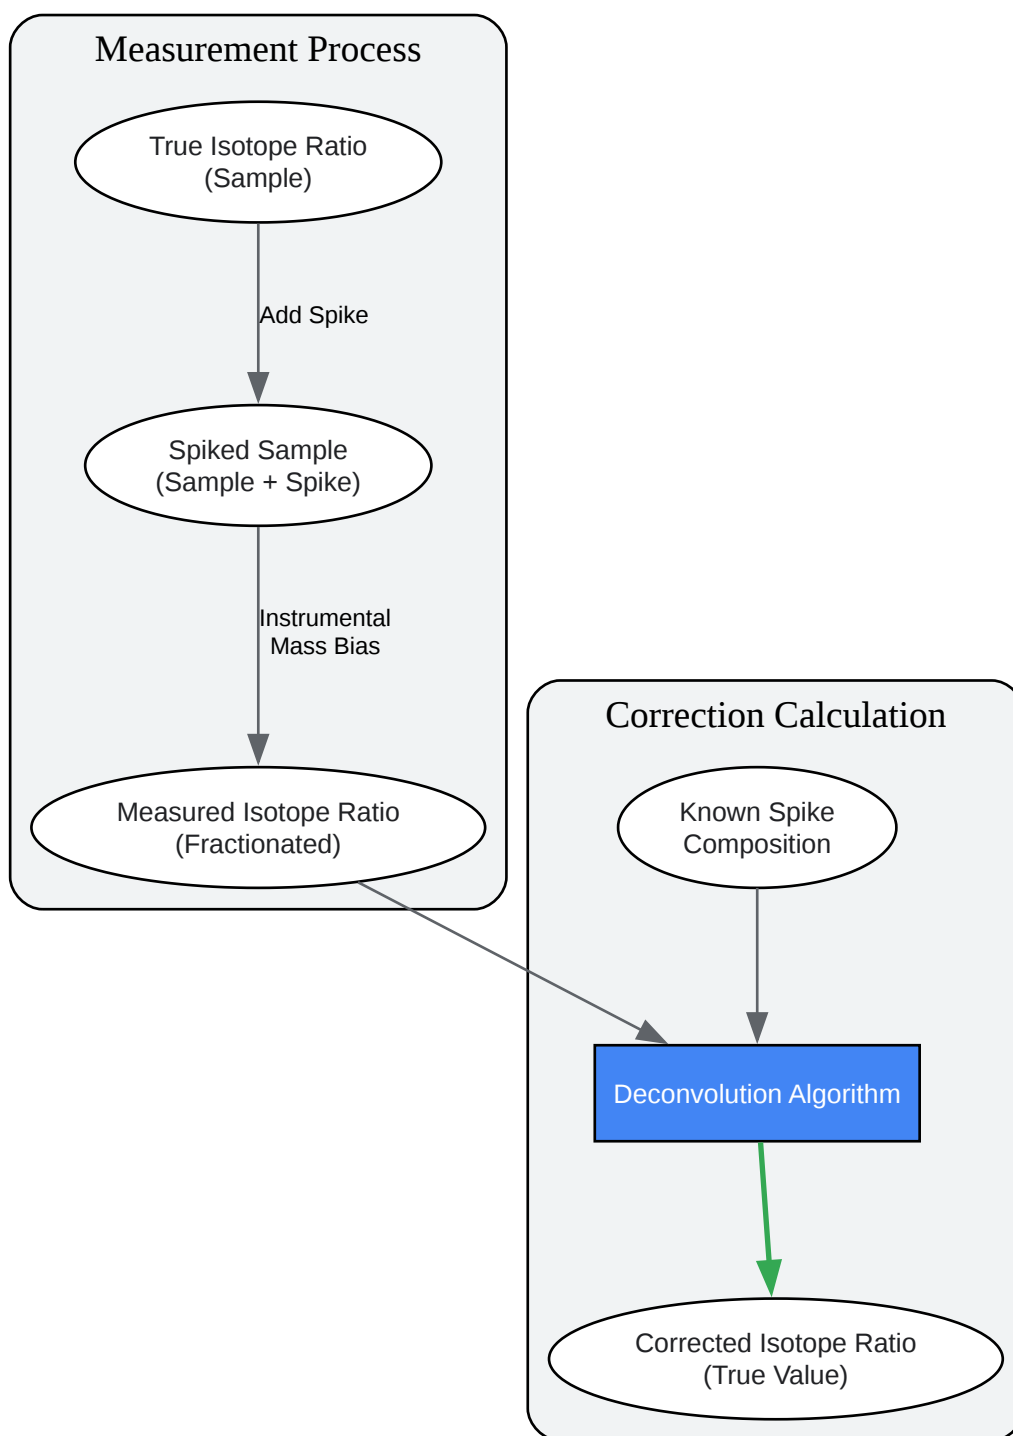 Measurement Process
True Isotope Ratio
(Sample)
Add Spike
Spiked Sample
(Sample + Spike)
Instrumental
Mass Bias
Measured Isotope Ratio
(Fractionated)
Correction Calculation
Known Spike
Composition
Deconvolution Algorithm
Corrected Isotope Ratio
(True Value)